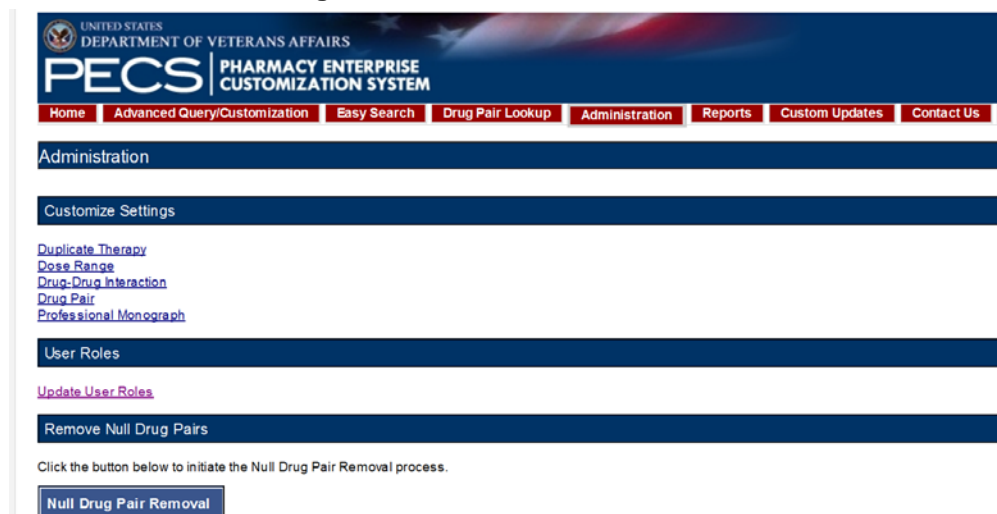 UNITED STATES
DEPARTMENT OF VETERANS AFFAIRS
PECS PHARMACY ENTERPRISE
CUSTOMIZATION SYSTEM
Home Advanced Query/Customization Easy Search Drug Pair Lookup Administration Reports Custom Updates Contact Us
Administration
Customize Settings
Duplicate Therapy
Dose Range
Drug-Drug Interaction
Drug Pair
Professional Monograph
User Roles
Update User Roles
Remove Null Drug Pairs
Click the button below to initiate the Null Drug Pair Removal process.
Null Drug Pair Removal